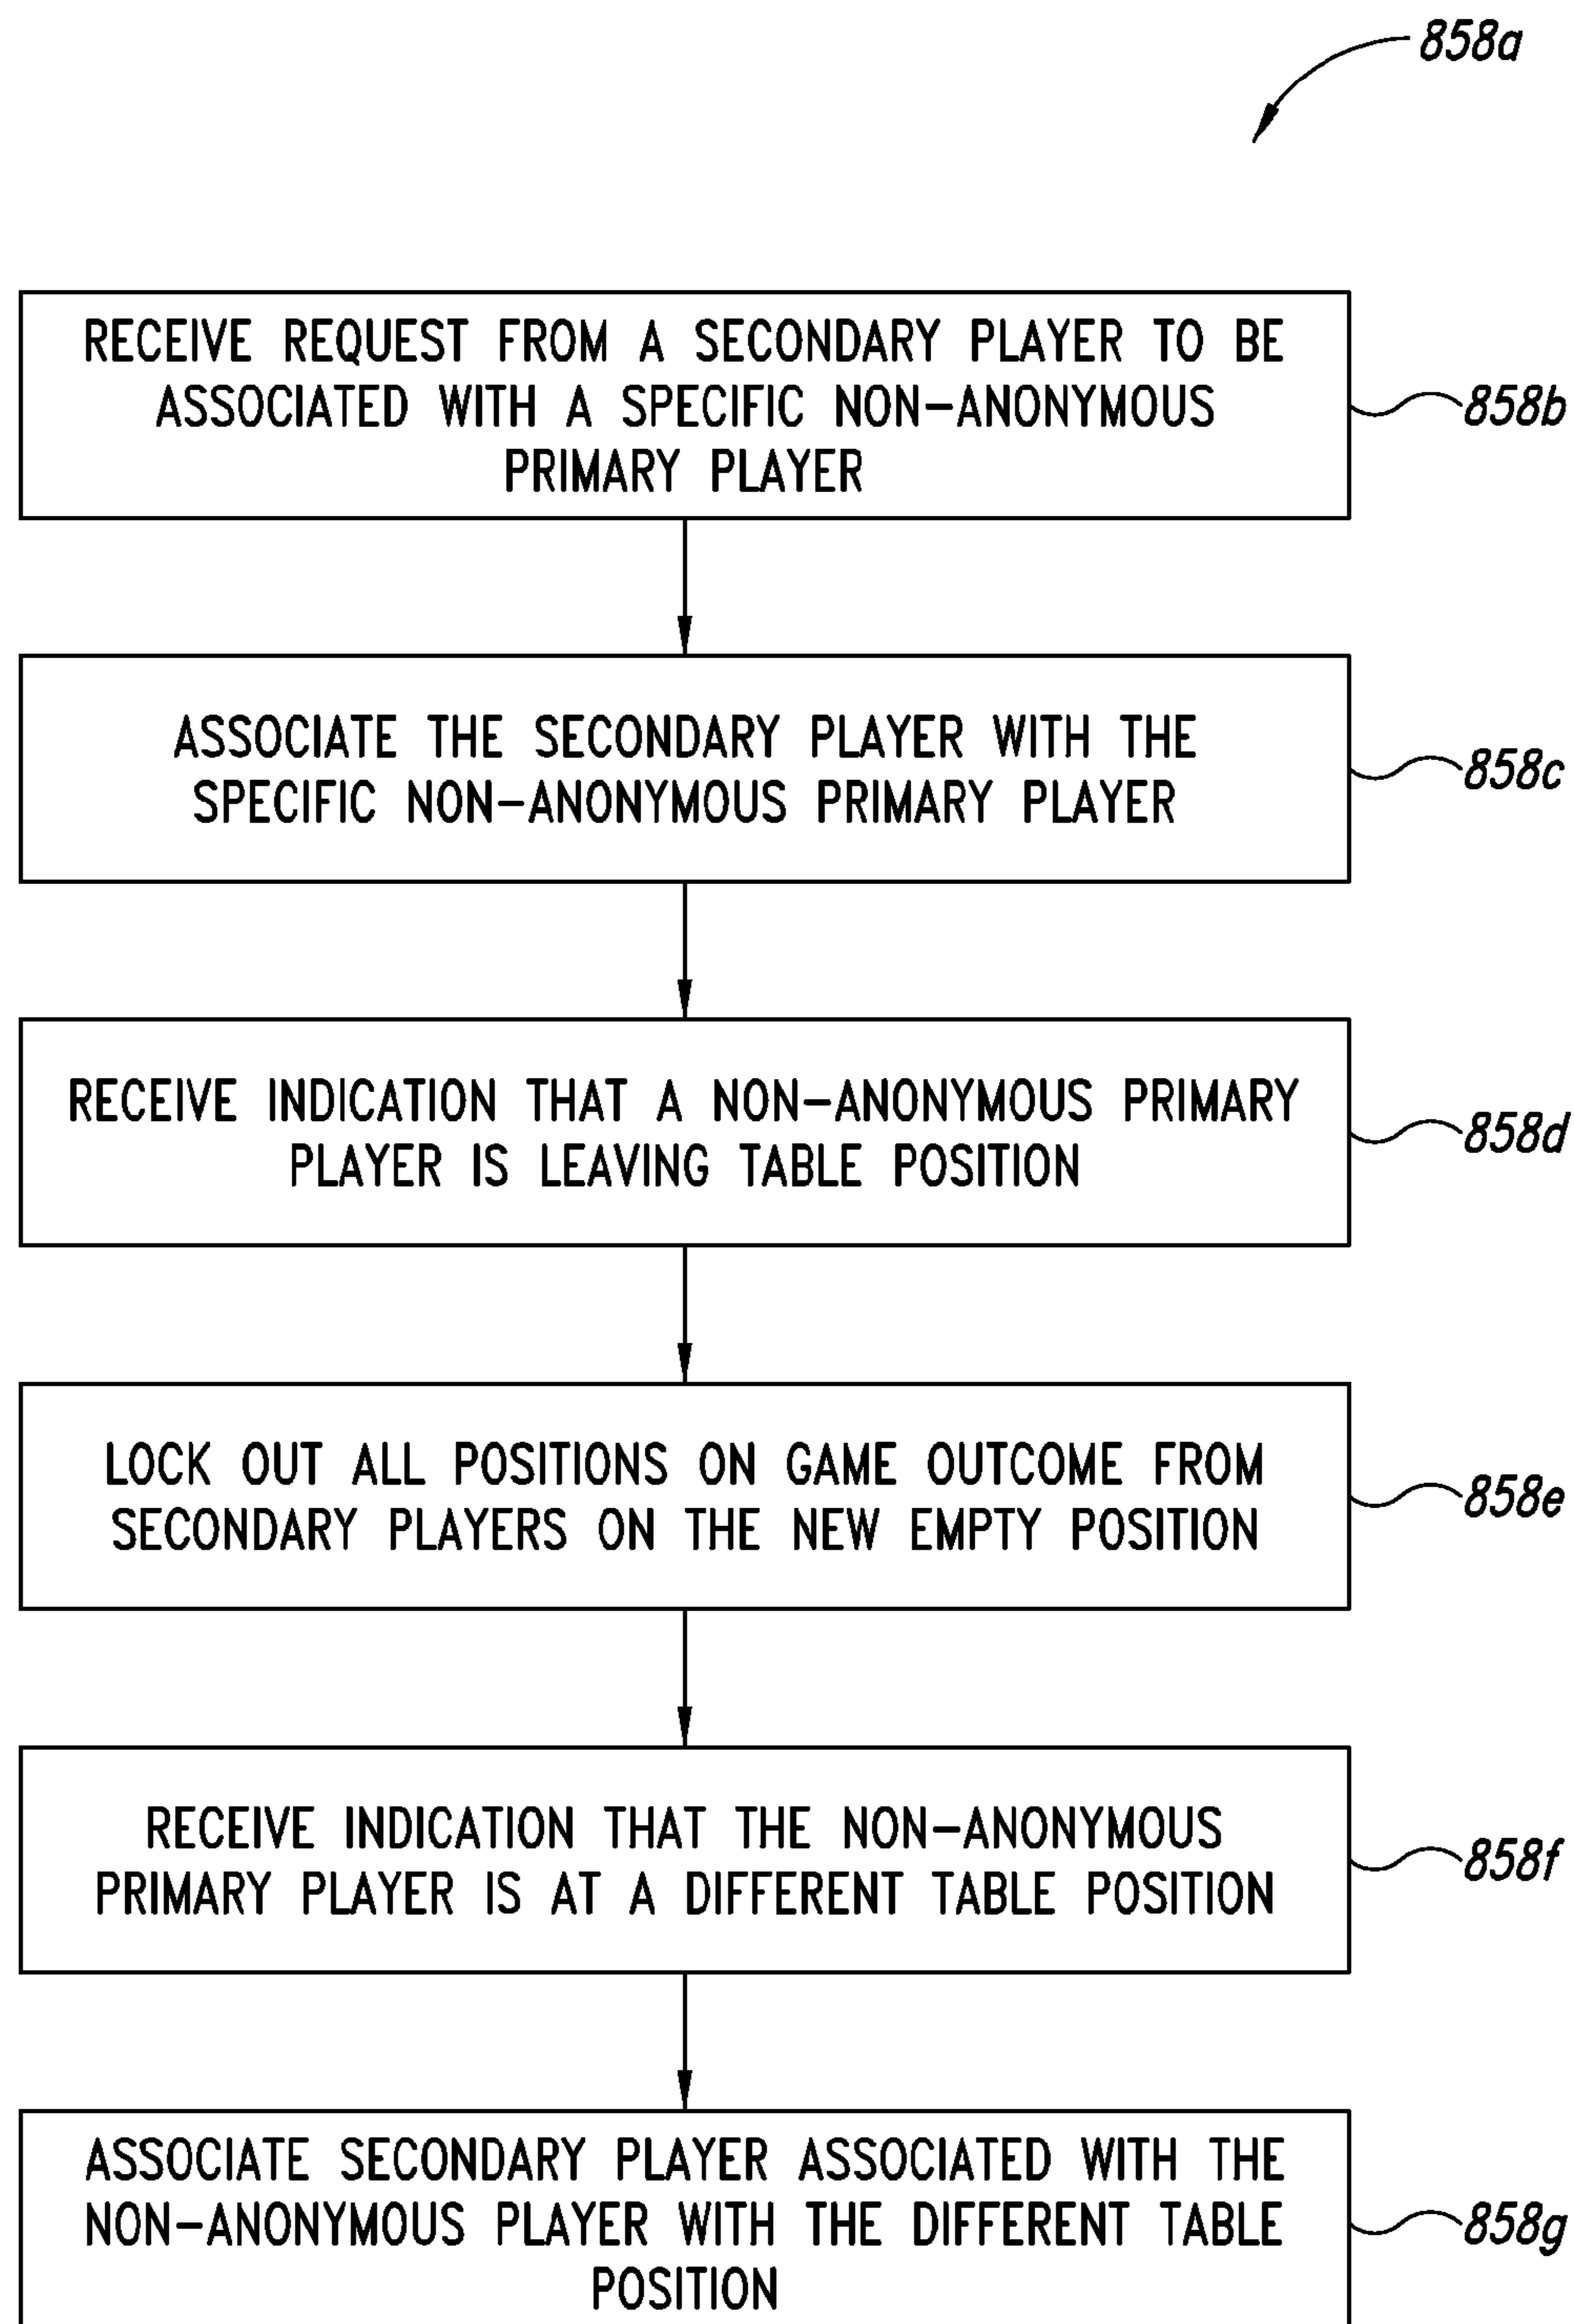 858a
RECEIVE REQUEST FROM A SECONDARY PLAYER TO BE
ASSOCIATED WITH A SPECIFIC NON-ANONYMOUS
PRIMARY PLAYER
858b
ASSOCIATE THE SECONDARY PLAYER WITH THE
SPECIFIC NON-ANONYMOUS PRIMARY PLAYER
858c
RECEIVE INDICATION THAT A NON-ANONYMOUS PRIMARY
PLAYER IS LEAVING TABLE POSITION
858d
LOCK OUT ALL POSITIONS ON GAME OUTCOME FROM
SECONDARY PLAYERS ON THE NEW EMPTY POSITION
858e
RECEIVE INDICATION THAT THE NON-ANONYMOUS
PRIMARY PLAYER IS AT A DIFFERENT TABLE POSITION
858f
ASSOCIATE SECONDARY PLAYER ASSOCIATED WITH THE
NON-ANONYMOUS PLAYER WITH THE DIFFERENT TABLE
POSITION
858g